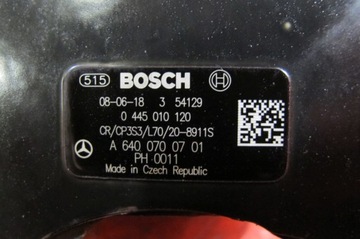 515 BOSCH
08-06-18 3 54129
0 445 010 120
CR/CP3S3/L70/20-8911S
A 640 070 07 01
PH 0011
Made in Czech Republic